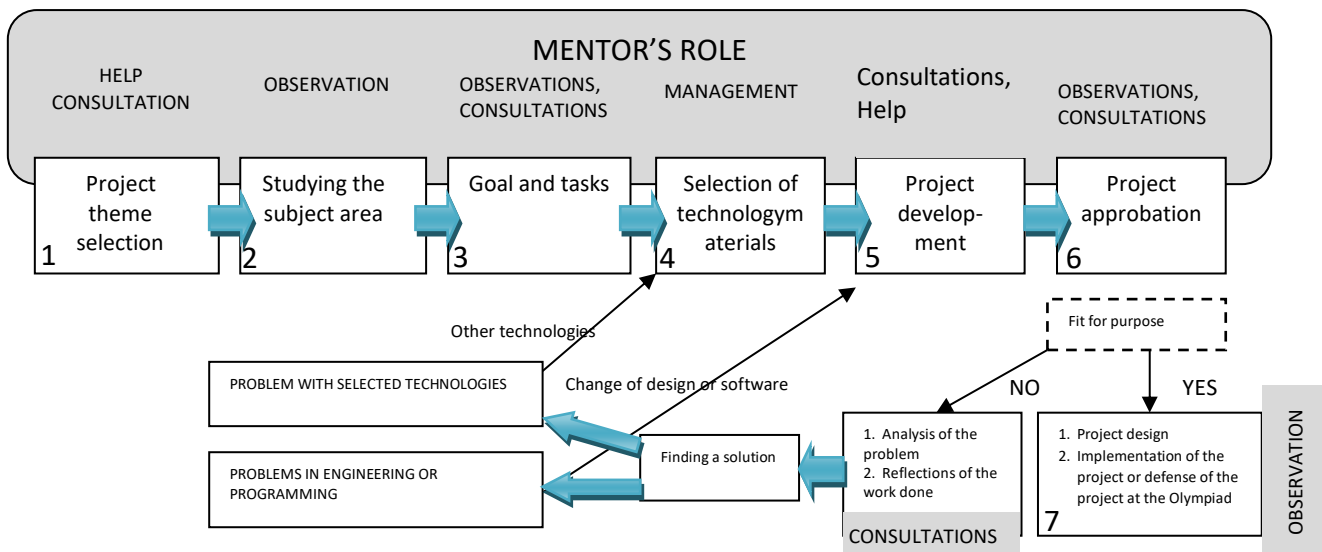 MENTOR’S ROLE
HELP
CONSULTATION
OBSERVATION
OBSERVATIONS,
CONSULTATIONS
MANAGEMENT
Consultations,
Help
OBSERVATIONS,
CONSULTATIONS
Project
theme
selection
1
Studying the
subject area
2
Goal and tasks
3
Selection of
technologym
aterials
4
Project
develop-
ment
5
Project
approbation
6
Other technologies
Fit for purpose
PROBLEM WITH SELECTED TECHNOLOGIES
Change of design or software
NO
YES
PROBLEMS IN ENGINEERING OR
PROGRAMMING
Finding a solution
1. Analysis of the
problem
2. Reflections of the
work done
CONSULTATIONS
1. Project design
2. Implementation of the
project or defense of the
project at the Olympiad
7
OBSERVATION